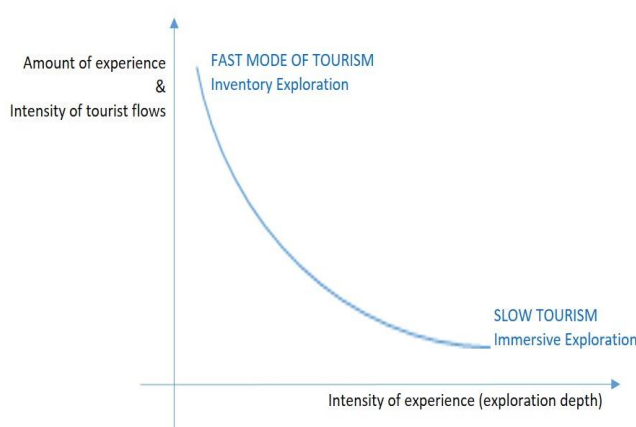 Amount of experience
&
Intensity of tourist flows
FAST MODE OF TOURISM
Inventory Exploration
SLOW TOURISM
Immersive Exploration
Intensity of experience (exploration depth)